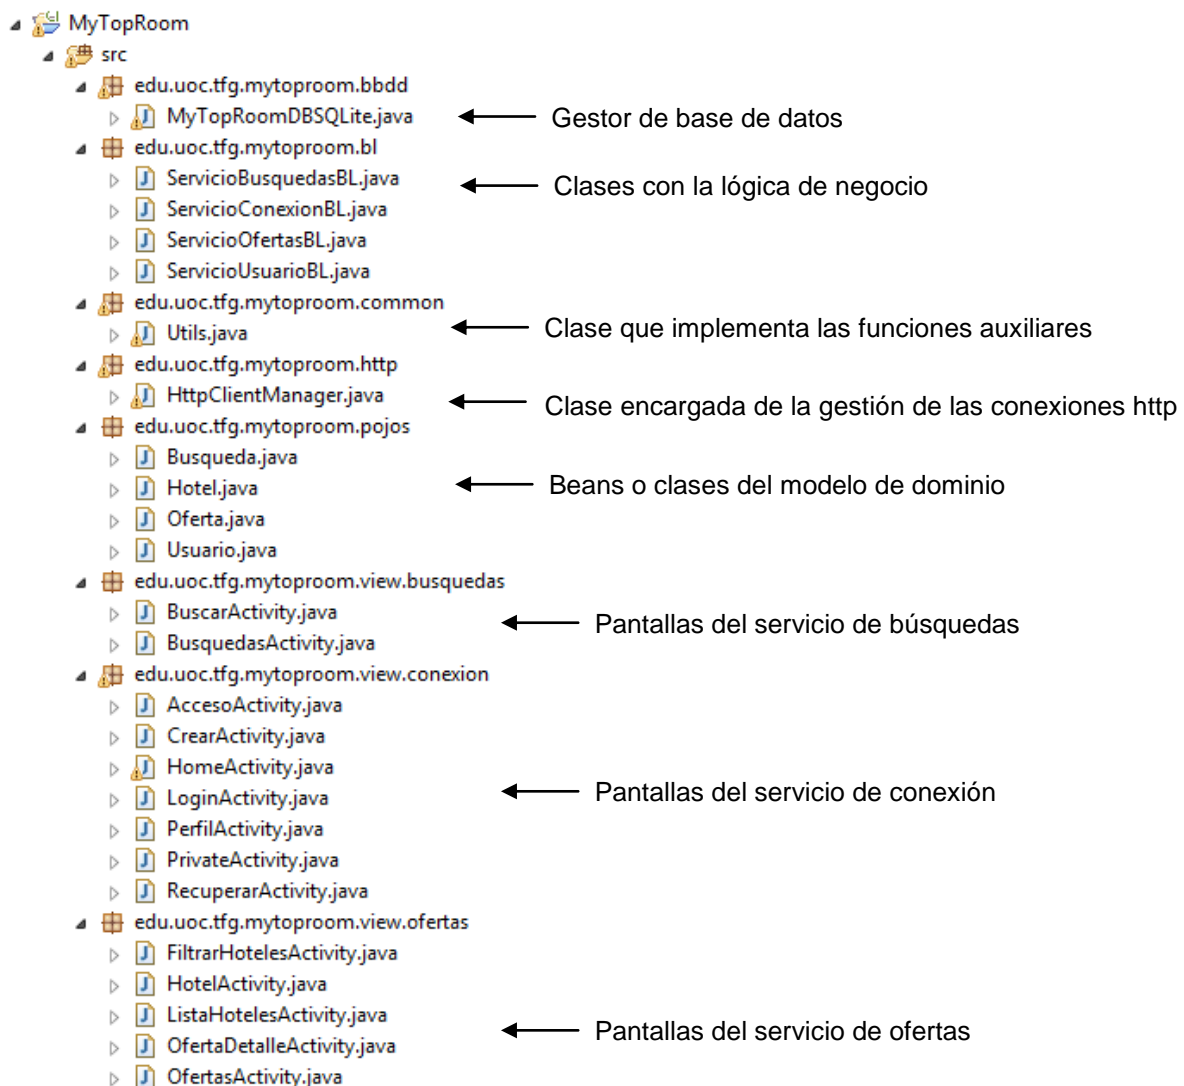 MyTopRoom
src
edu.uoc.tfg.mytoproom.bbdd
MyTopRoomDBSQLite.java Gestor de base de datos
edu.uoc.tfg.mytoproom.bl
ServicioBusquedasBL.java Clases con la lógica de negocio
ServicioConexionBL.java
ServicioOfertasBL.java
ServicioUsuarioBL.java
edu.uoc.tfg.mytoproom.common
Utils.java Clase que implementa las funciones auxiliares
edu.uoc.tfg.mytoproom.http
HttpClientManager.java Clase encargada de la gestión de las conexiones http
edu.uoc.tfg.mytoproom.pojos
Busqueda.java
Hotel.java Beans o clases del modelo de dominio
Oferta.java
Usuario.java
edu.uoc.tfg.mytoproom.view.busquedas
BuscarActivity.java Pantallas del servicio de búsquedas
BusquedasActivity.java
edu.uoc.tfg.mytoproom.view.conexion
AccesoActivity.java
CrearActivity.java
HomeActivity.java
LoginActivity.java Pantallas del servicio de conexión
PerfilActivity.java
PrivateActivity.java
RecuperarActivity.java
edu.uoc.tfg.mytoproom.view.ofertas
FiltrarHotelesActivity.java
HotelActivity.java
ListaHotelesActivity.java Pantallas del servicio de ofertas
OfertaDetalleActivity.java
OfertasActivity.java